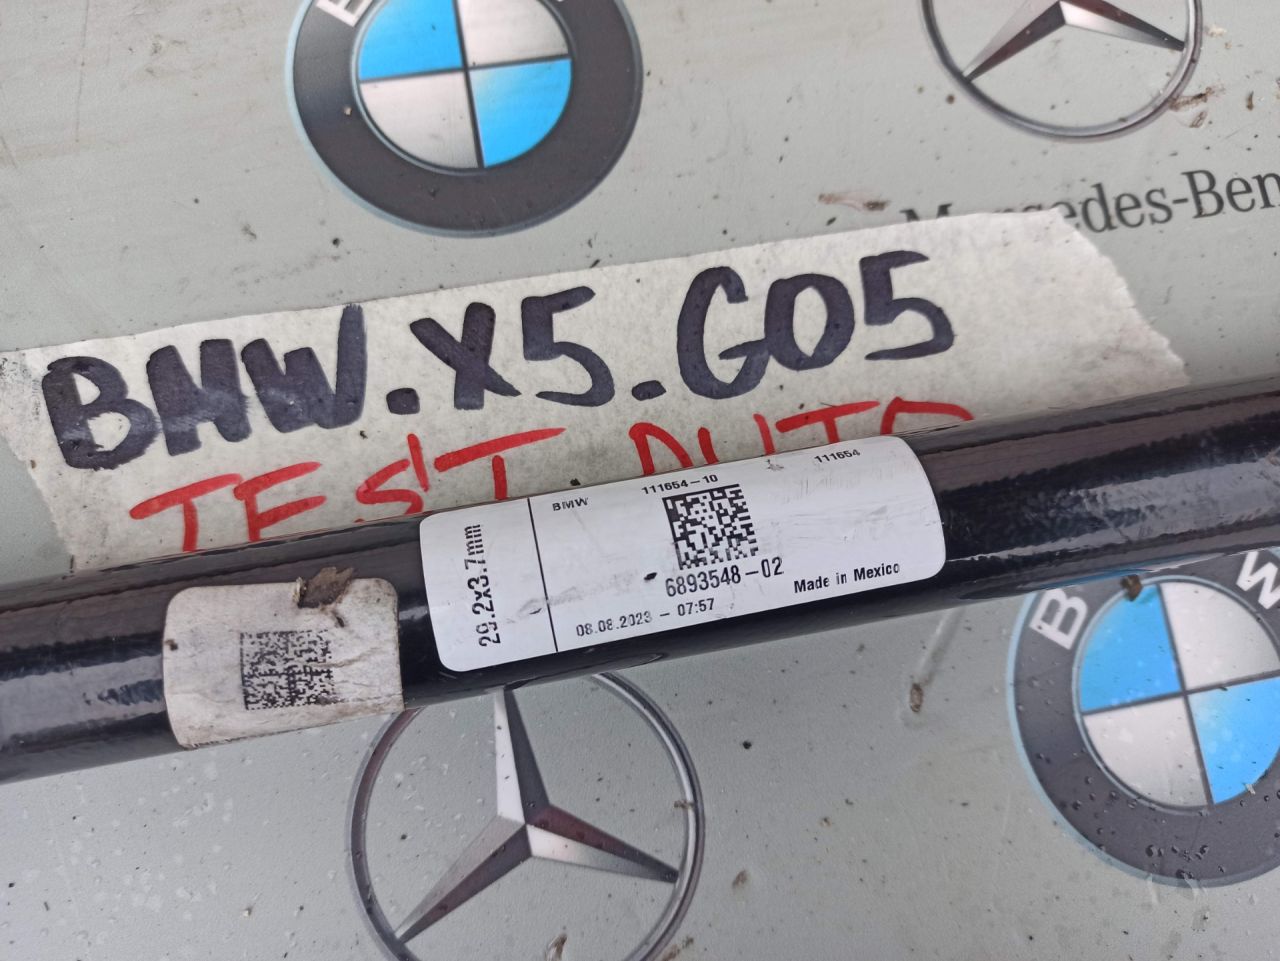 Mercedes-Ben
BMW.X5.G05
TEST AUTO
29.2x3.7mm
BMW
111654-10
111654
6893548-02
08.08.2023 - 07:57
Made in Mexico
B W